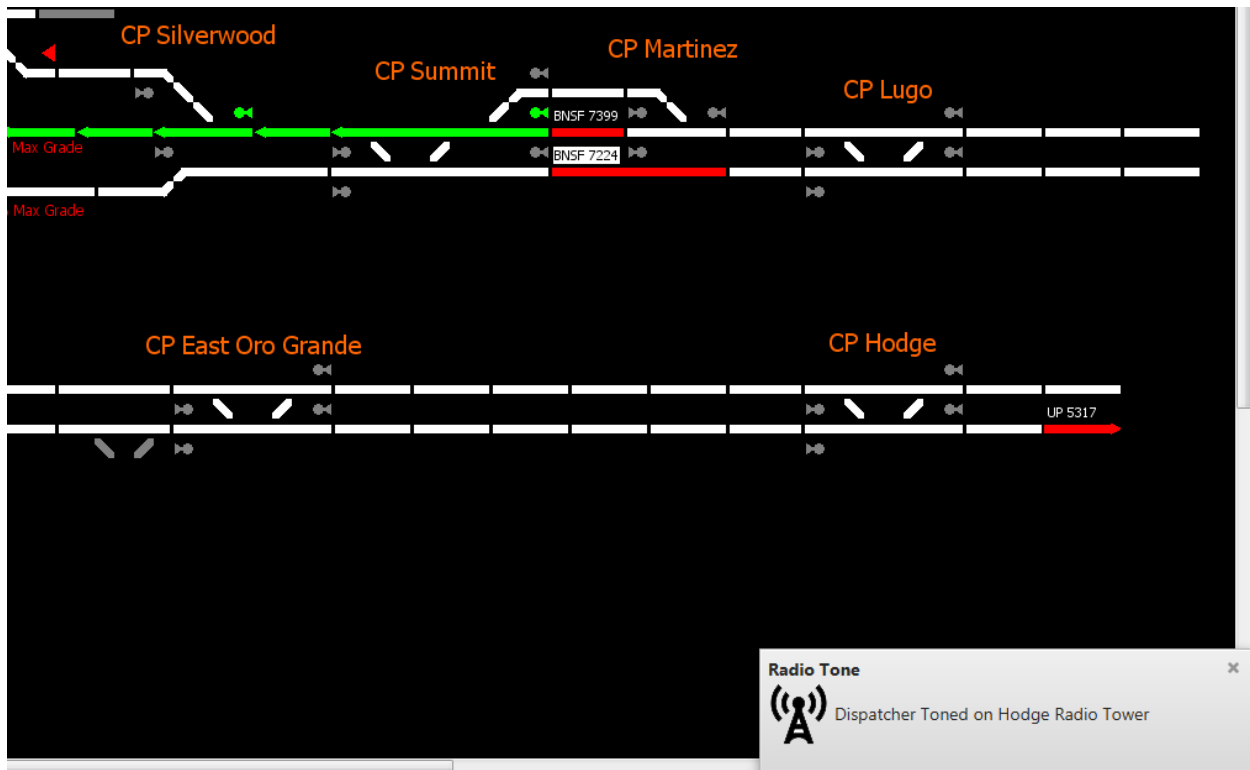 CP Silverwood
CP Summit
CP Martinez
CP Lugo
BNSF 7399
Max Grade
BNSF 7224
Max Grade
CP East Oro Grande
CP Hodge
UP 5317
Radio Tone
Dispatcher Toned on Hodge Radio Tower